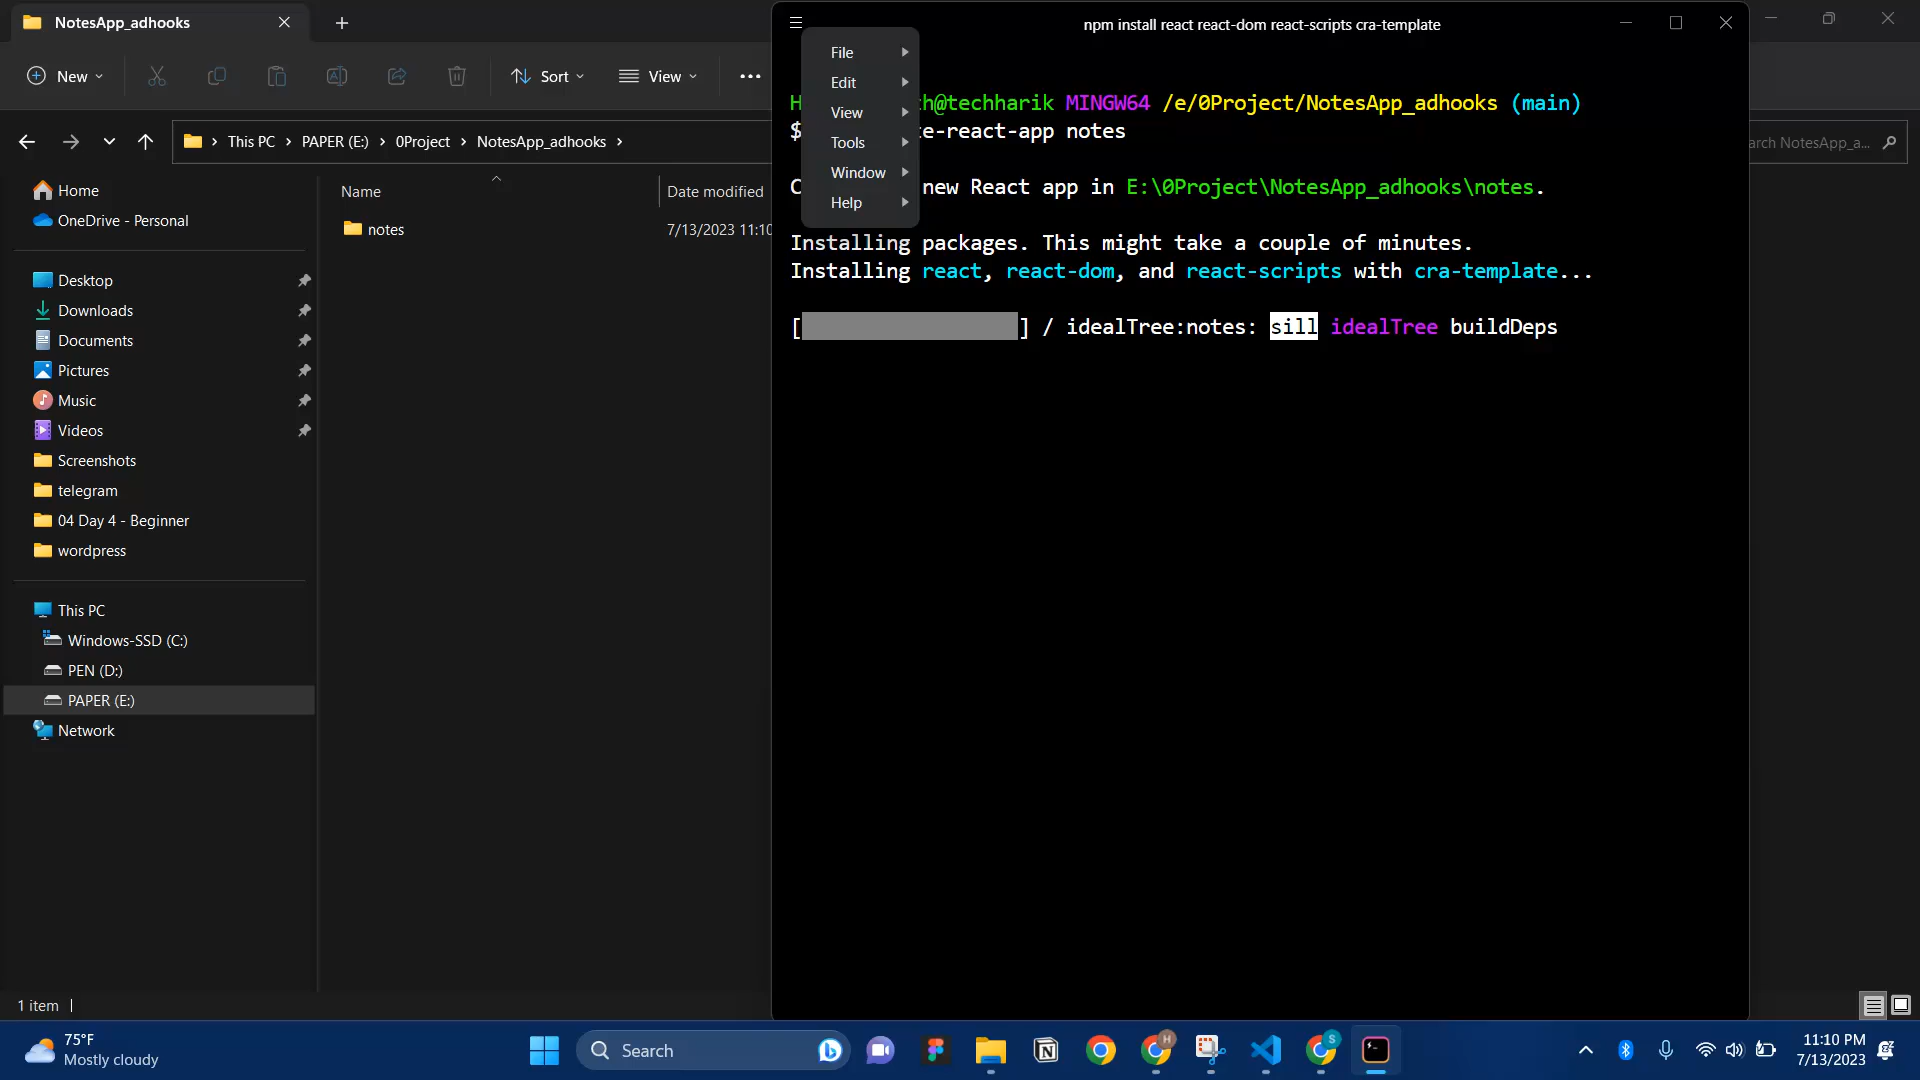 NotesApp_adhooks
npm install react react-dom react-scripts cra-template
New
Sort
View
File
Edit
View
Tools
Window
Help
h@techharik MINGW64 /e/0Project/NotesApp_adhooks (main)
$ e-react-app notes
new React app in E:\0Project\NotesApp_adhooks\notes.
Installing packages. This might take a couple of minutes.
Installing react, react-dom, and react-scripts with cra-template...
[ ] / idealTree:notes: sill idealTree buildDeps
This PC > PAPER (E:) > 0Project > NotesApp_adhooks >
arch NotesApp_a...
Name
Date modified
notes
7/13/2023 11:10
Home
OneDrive - Personal
Desktop
Downloads
Documents
Pictures
Music
Videos
Screenshots
telegram
04 Day 4 - Beginner
wordpress
This PC
Windows-SSD (C:)
PEN (D:)
PAPER (E:)
Network
1 item
75°F
Mostly cloudy
Search
11:10 PM
7/13/2023